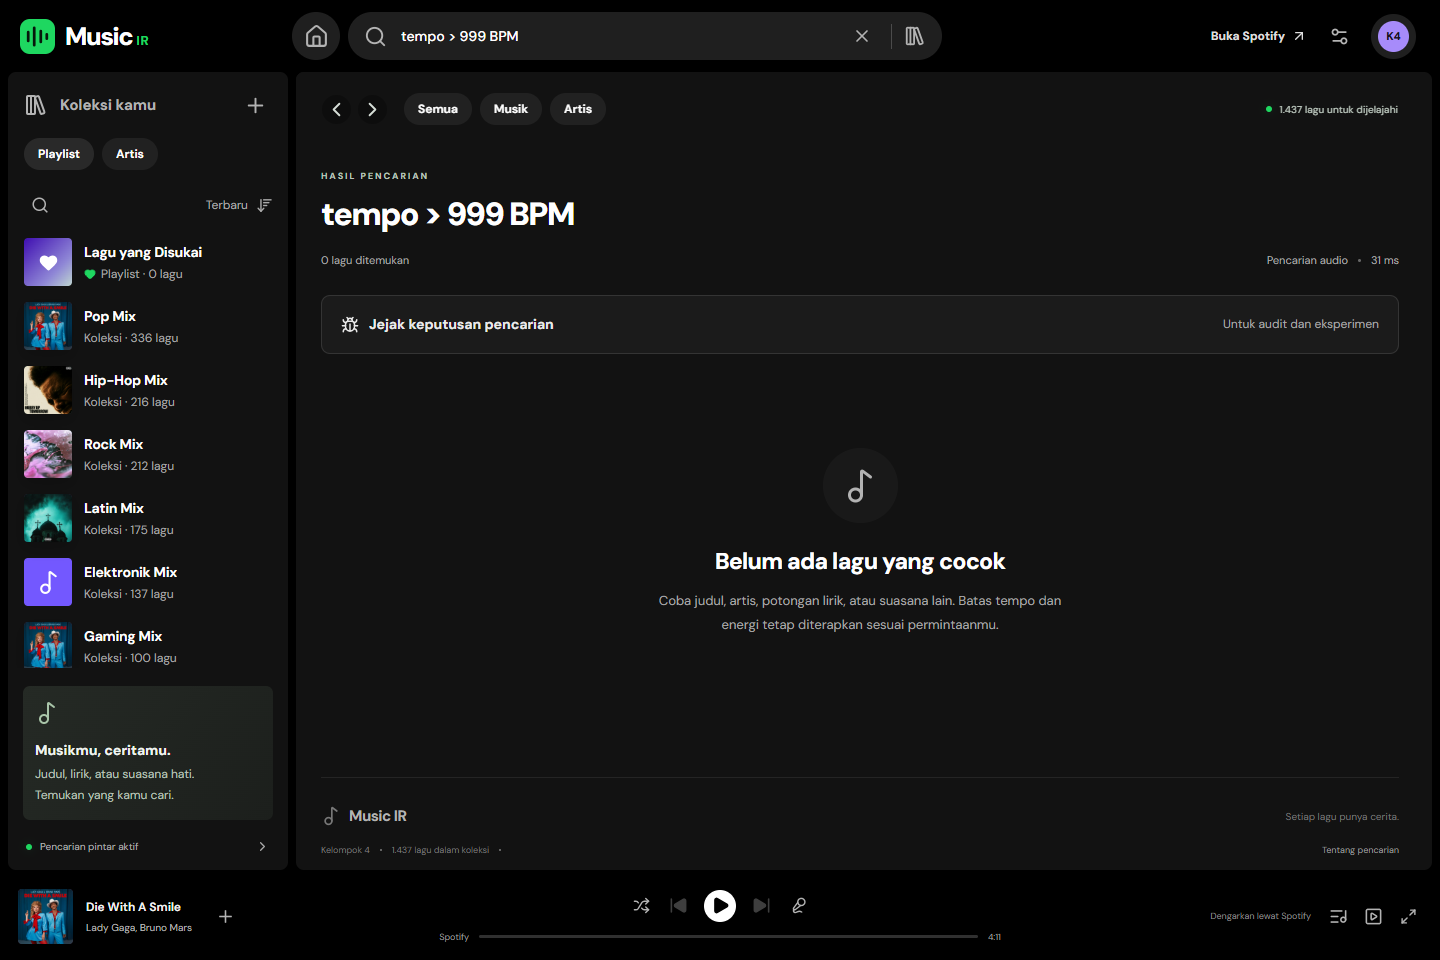 Music IR
tempo > 999 BPM
Buka Spotify
K4
Koleksi kamu
Playlist
Artis
Terbaru
Lagu yang Disukai
Playlist · 0 lagu
Pop Mix
Koleksi · 336 lagu
Hip-Hop Mix
Koleksi · 216 lagu
Rock Mix
Koleksi · 212 lagu
Latin Mix
Koleksi · 175 lagu
Elektronik Mix
Koleksi · 137 lagu
Gaming Mix
Koleksi · 100 lagu
Musikmu, ceritamu.
Judul, lirik, atau suasana hati.
Temukan yang kamu cari.
Pencarian pintar aktif
Semua
Musik
Artis
1.437 lagu untuk dijelajahi
HASIL PENCARIAN
tempo > 999 BPM
0 lagu ditemukan
Pencarian audio • 31 ms
Jejak keputusan pencarian
Untuk audit dan eksperimen
Belum ada lagu yang cocok
Coba judul, artis, potongan lirik, atau suasana lain. Batas tempo dan
energi tetap diterapkan sesuai permintaanmu.
Music IR
Setiap lagu punya cerita.
Kelompok 4 • 1.437 lagu dalam koleksi •
Tentang pencarian
Die With A Smile
Lady Gaga, Bruno Mars
Spotify
4:11
Dengarkan lewat Spotify